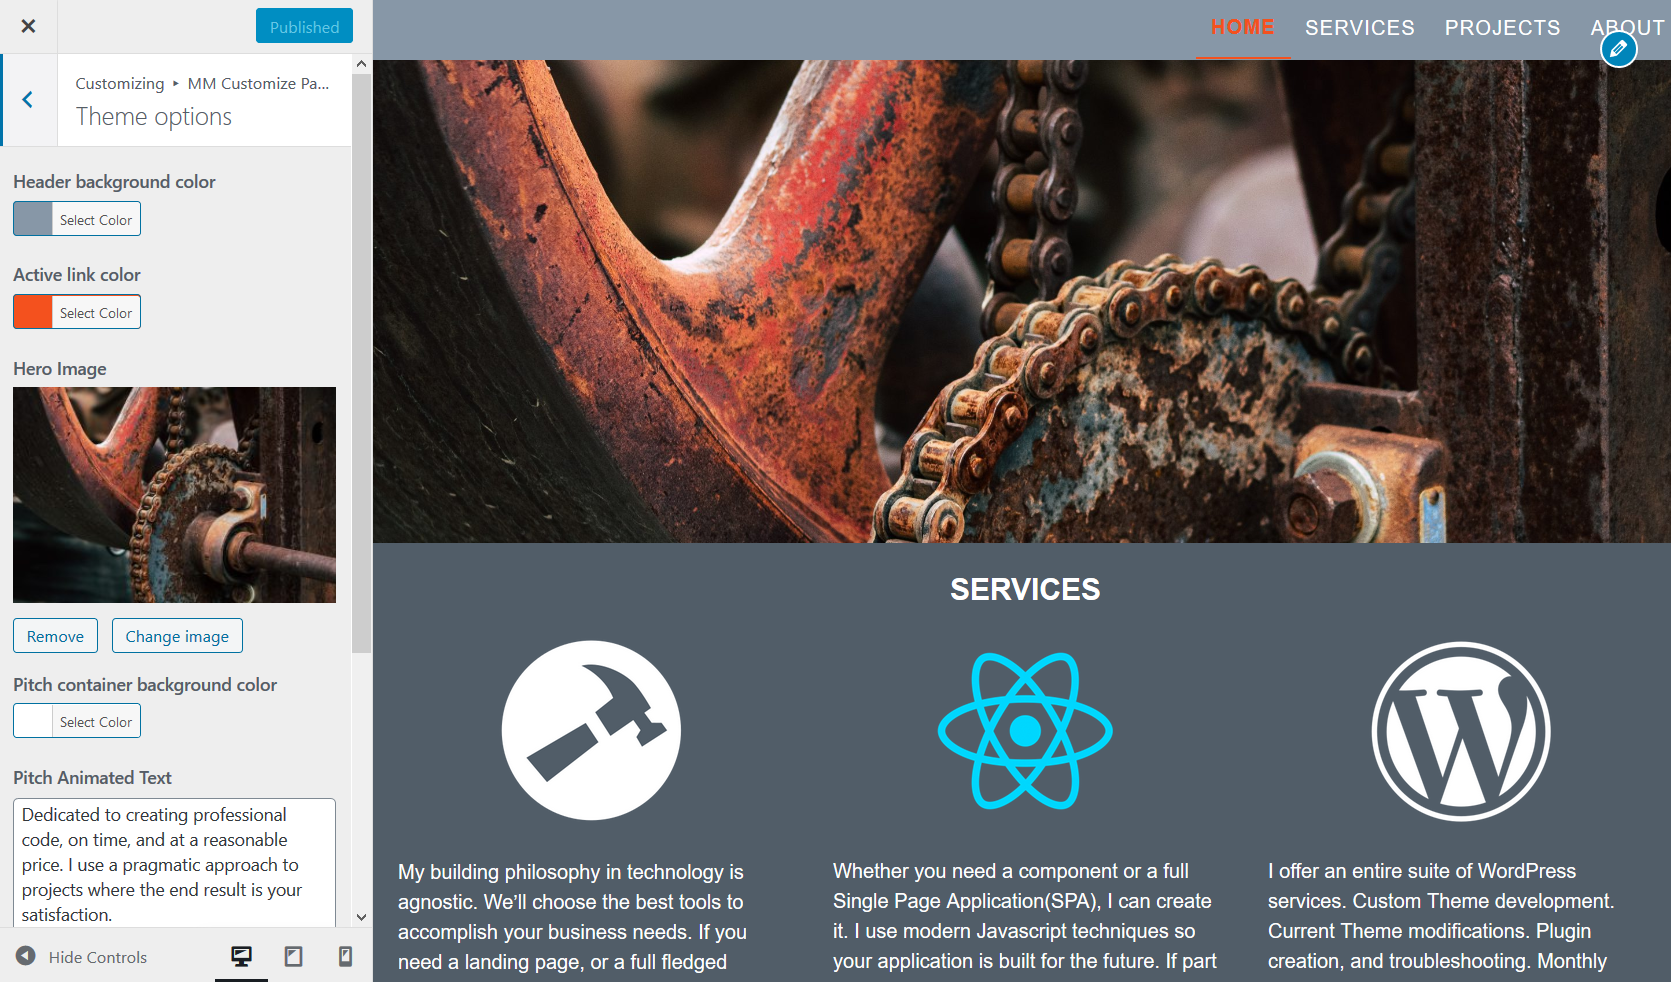 Published
Customizing ▸ MM Customize Pa...
Theme options
Header background color
Select Color
Active link color
Select Color
Hero Image
Remove
Change image
Pitch container background color
Select Color
Pitch Animated Text
Dedicated to creating professional
code, on time, and at a reasonable
price. I use a pragmatic approach to
projects where the end result is your
satisfaction.
Hide Controls
HOME SERVICES PROJECTS ABOUT
SERVICES
My building philosophy in technology is
agnostic. We’ll choose the best tools to
accomplish your business needs. If you
need a landing page, or a full fledged
Whether you need a component or a full
Single Page Application(SPA), I can create
it. I use modern Javascript techniques so
your application is built for the future. If part
I offer an entire suite of WordPress
services. Custom Theme development.
Current Theme modifications. Plugin
creation, and troubleshooting. Monthly